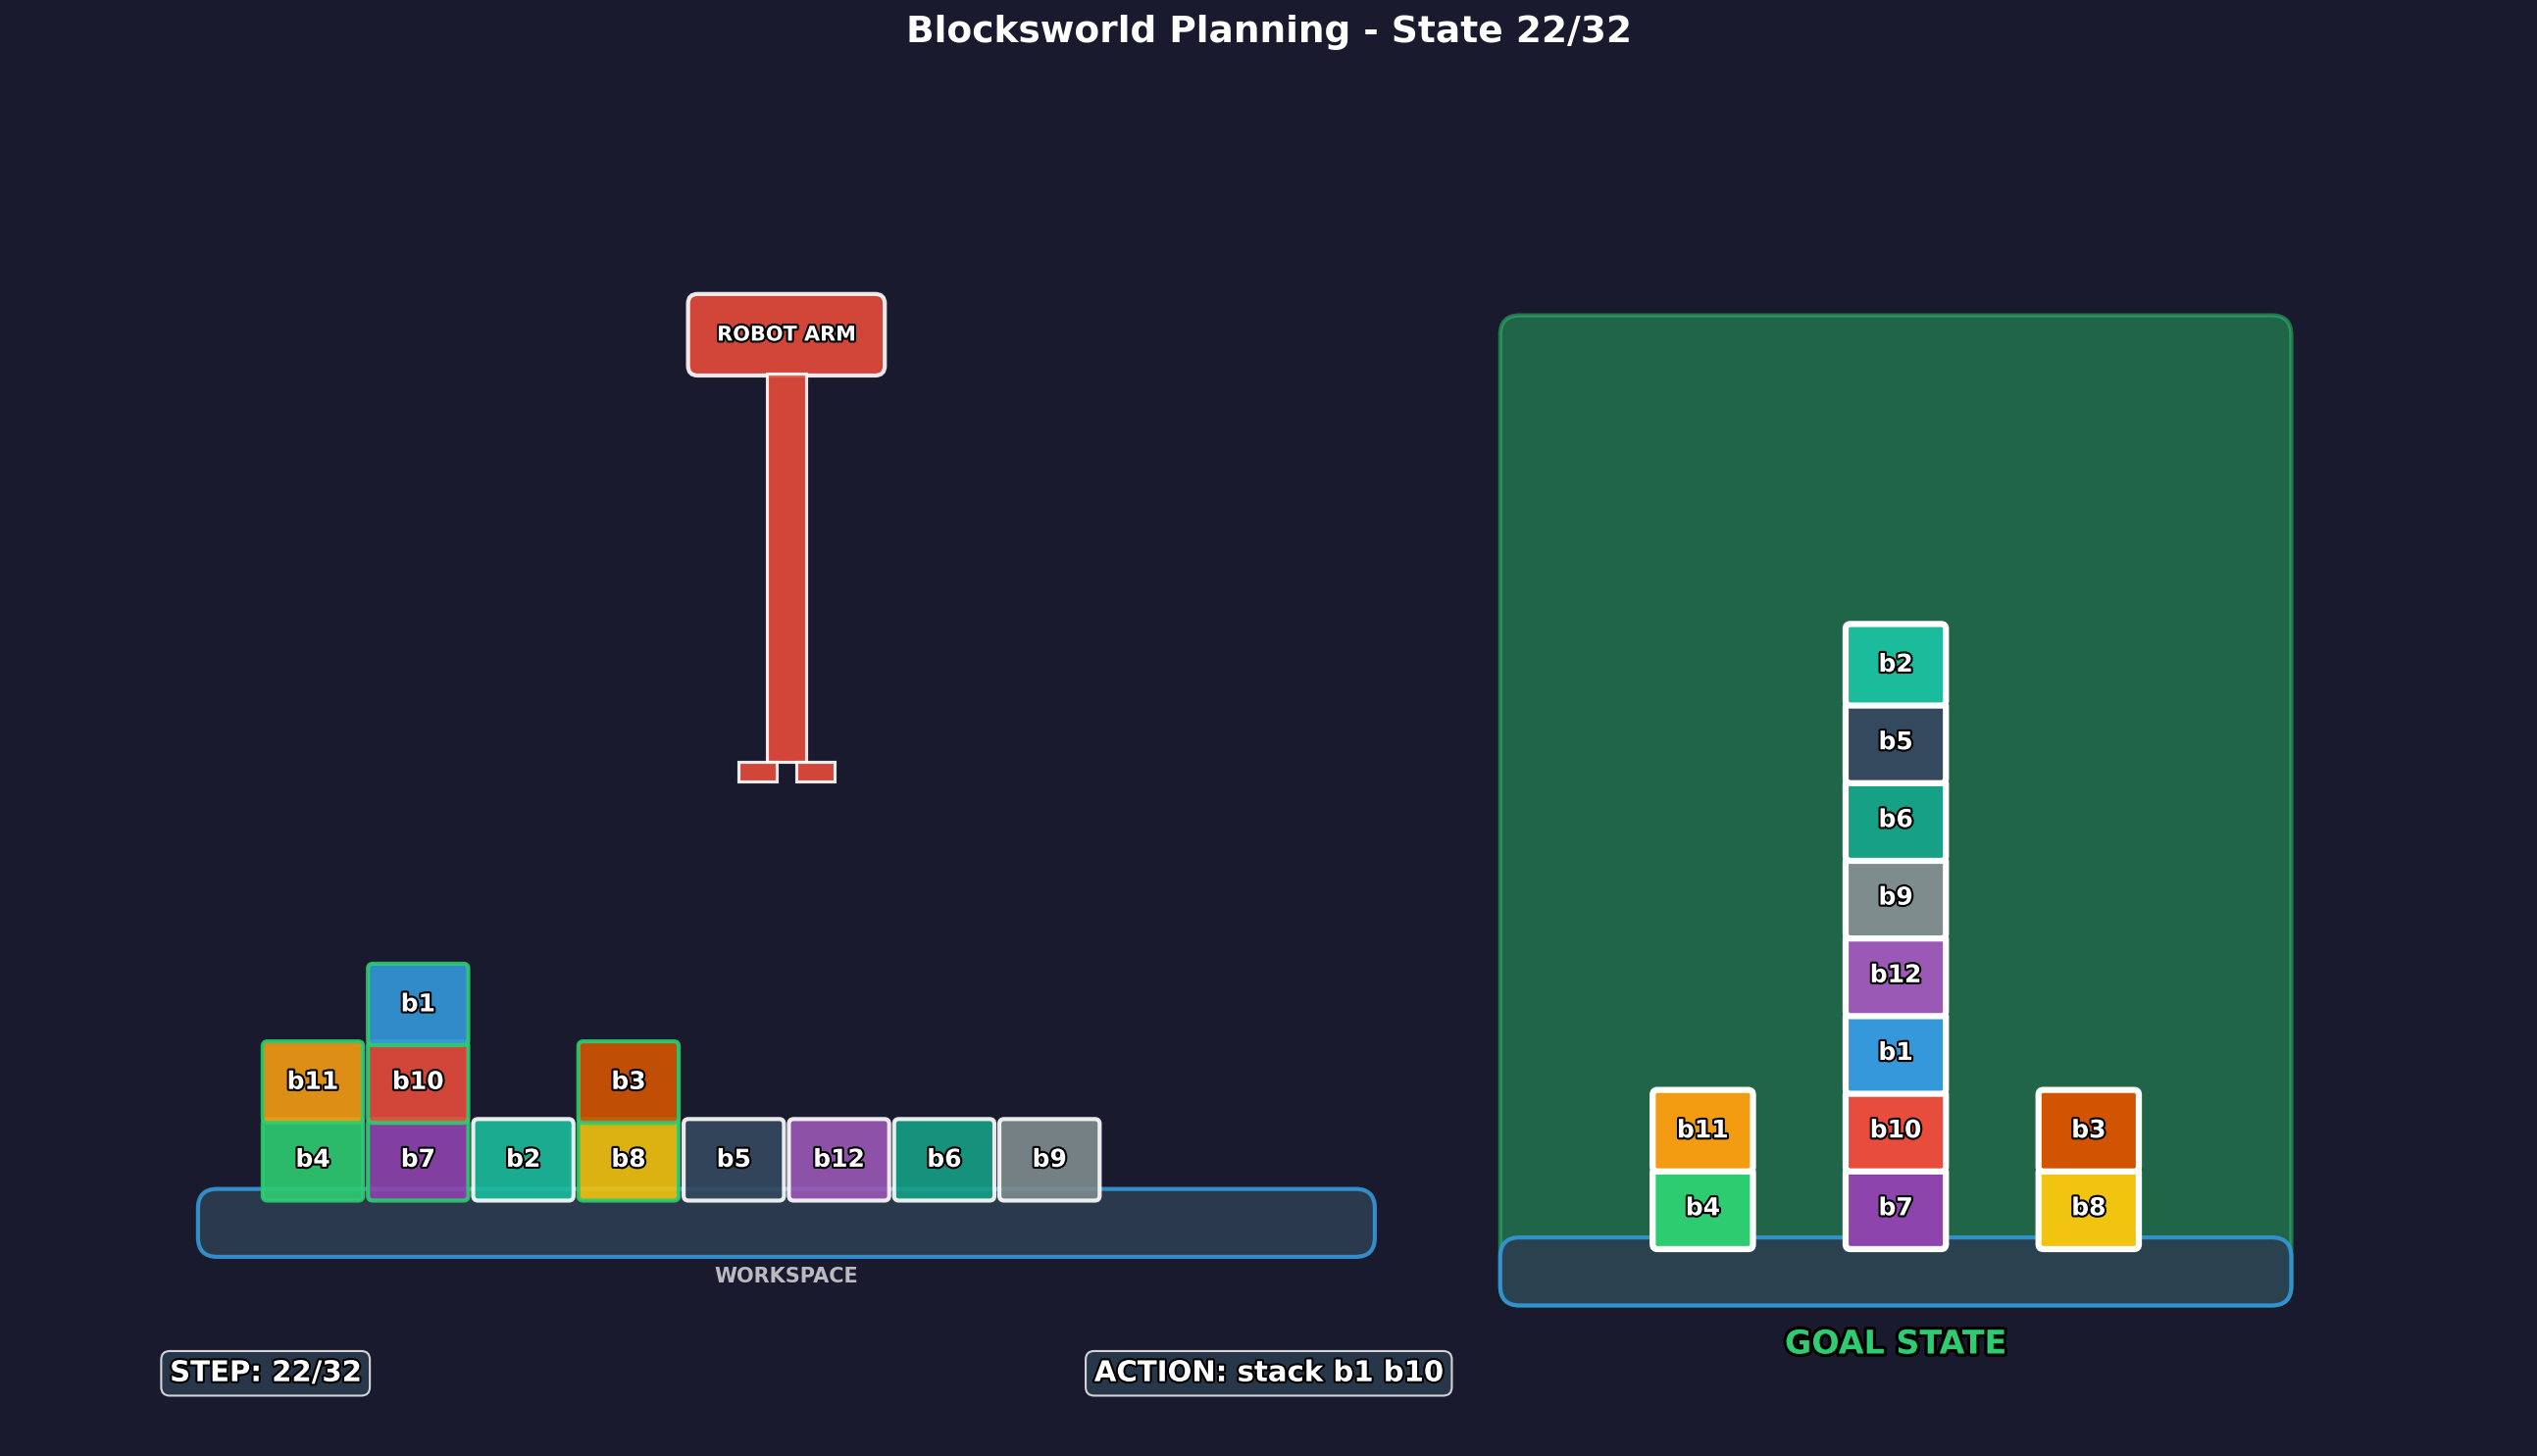 Blocksworld Planning - State 22/32
ROBOT ARM
b1
b11
b10
b3
b4
b7
b2
b8
b5
b12
b6
b9
WORKSPACE
b2
b5
b6
b9
b12
b1
b11
b10
b3
b4
b7
b8
GOAL STATE
STEP: 22/32
ACTION: stack b1 b10